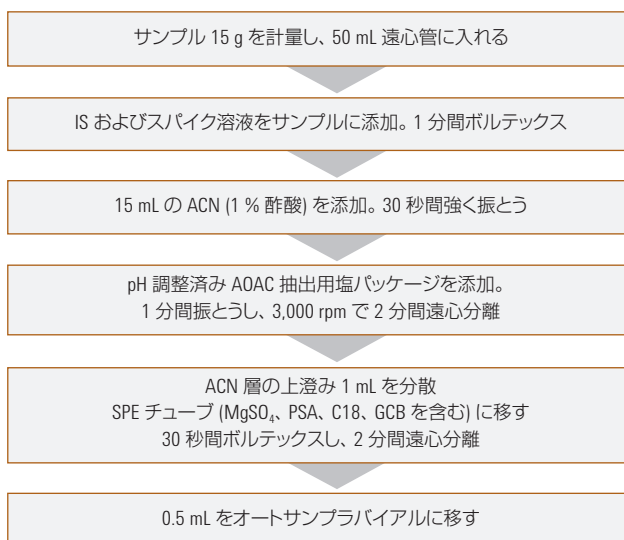 サンプル 15 g を計量し、50 mL 遠心管に入れる
IS およびスパイク溶液をサンプルに添加。1 分間ボルテックス
15 mL の ACN (1 % 酢酸) を添加。30 秒間強く振とう
pH 調整済み AOAC 抽出用塩パッケージを添加。
1 分間振とうし、3,000 rpm で 2 分間遠心分離
ACN 層の上澄み 1 mL を分散
SPE チューブ (MgSO₄、PSA、C18、GCB を含む) に移す
30 秒間ボルテックスし、2 分間遠心分離
0.5 mL をオートサンプラバイアルに移す